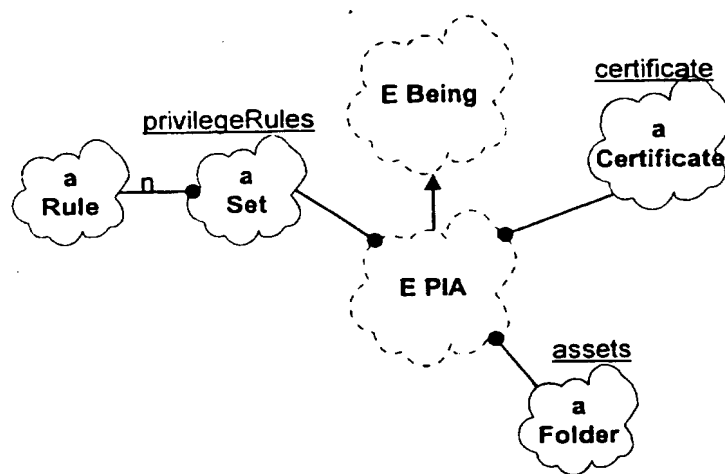 E Being
certificate
a
Certificate
privilegeRules
a
Rule
n
a
Set
E PIA
assets
a
Folder